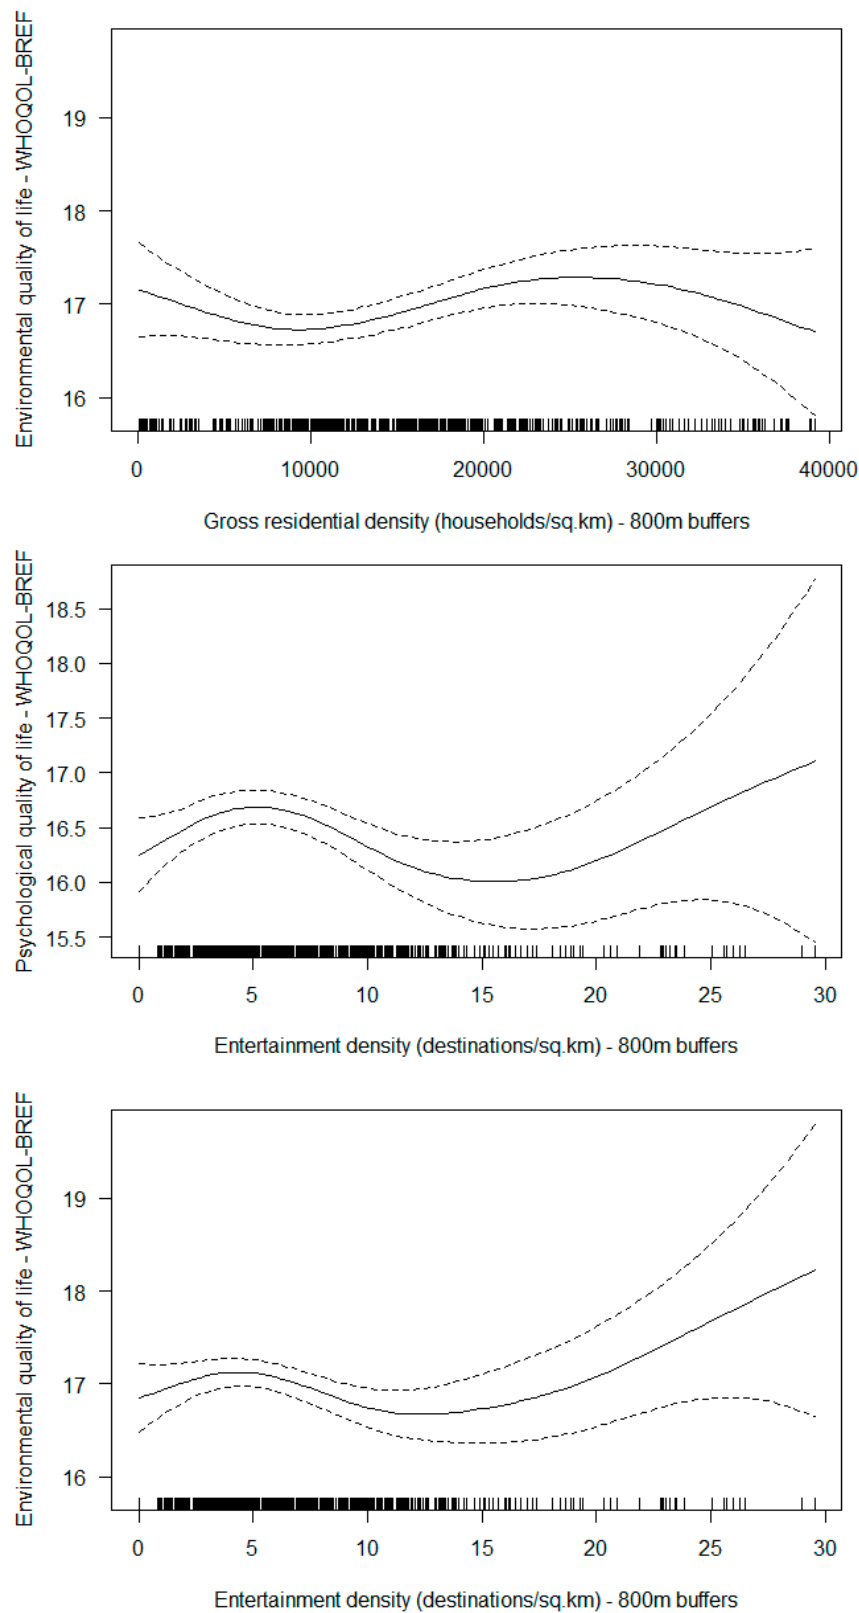 Environmental quality of life - WHOQOL-BREF
19
18
17
16
0 10000 20000 30000 40000
Gross residential density (households/sq.km) - 800m buffers
Psychological quality of life - WHOQOL-BREF
18.5
18.0
17.5
17.0
16.5
16.0
15.5
0 5 10 15 20 25 30
Entertainment density (destinations/sq.km) - 800m buffers
Environmental quality of life - WHOQOL-BREF
19
18
17
16
0 5 10 15 20 25 30
Entertainment density (destinations/sq.km) - 800m buffers